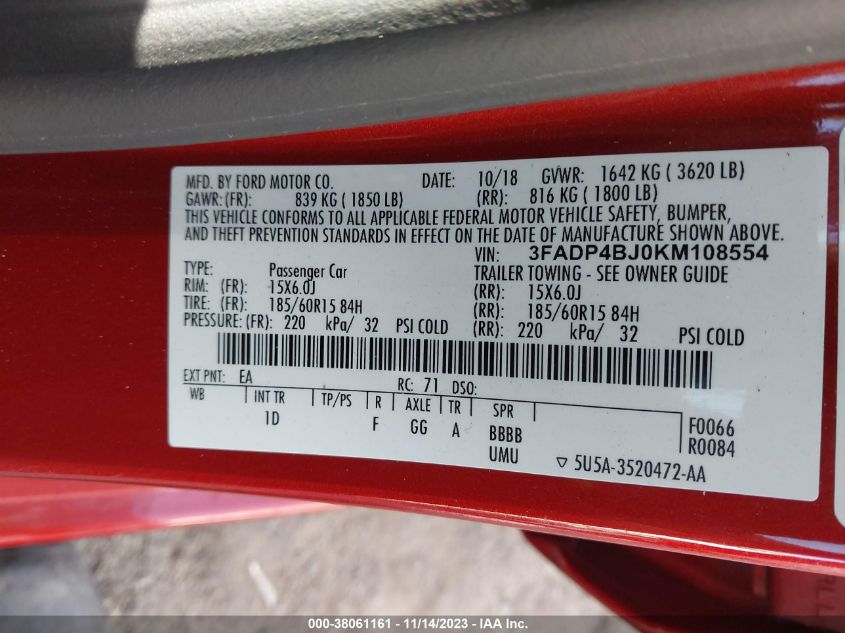 MFD. BY FORD MOTOR CO. DATE: 10/18 GVWR: 1642 KG ( 3620 LB)
GAWR: (FR): 839 KG ( 1850 LB) (RR): 816 KG ( 1800 LB)
THIS VEHICLE CONFORMS TO ALL APPLICABLE FEDERAL MOTOR VEHICLE SAFETY, BUMPER,
AND THEFT PREVENTION STANDARDS IN EFFECT ON THE DATE OF MANUFACTURE SHOWN ABOVE.
VIN: 3FADP4BJ0KM108554
TYPE: Passenger Car TRAILER TOWING - SEE OWNER GUIDE
RIM: (FR): 15X6.0J (RR): 15X6.0J
TIRE: (FR): 185/60R15 84H (RR): 185/60R15 84H
PRESSURE: (FR): 220 kPa/ 32 PSI COLD (RR): 220 kPa/ 32 PSI COLD
EXT PNT: EA RC: 71 DSO:
WB INT TR TP/PS R AXLE TR SPR
1D F GG A BBBB F0066
UMU R0084
▽ 5U5A-3520472-AA
000-38061161 - 11/14/2023 - IAA Inc.